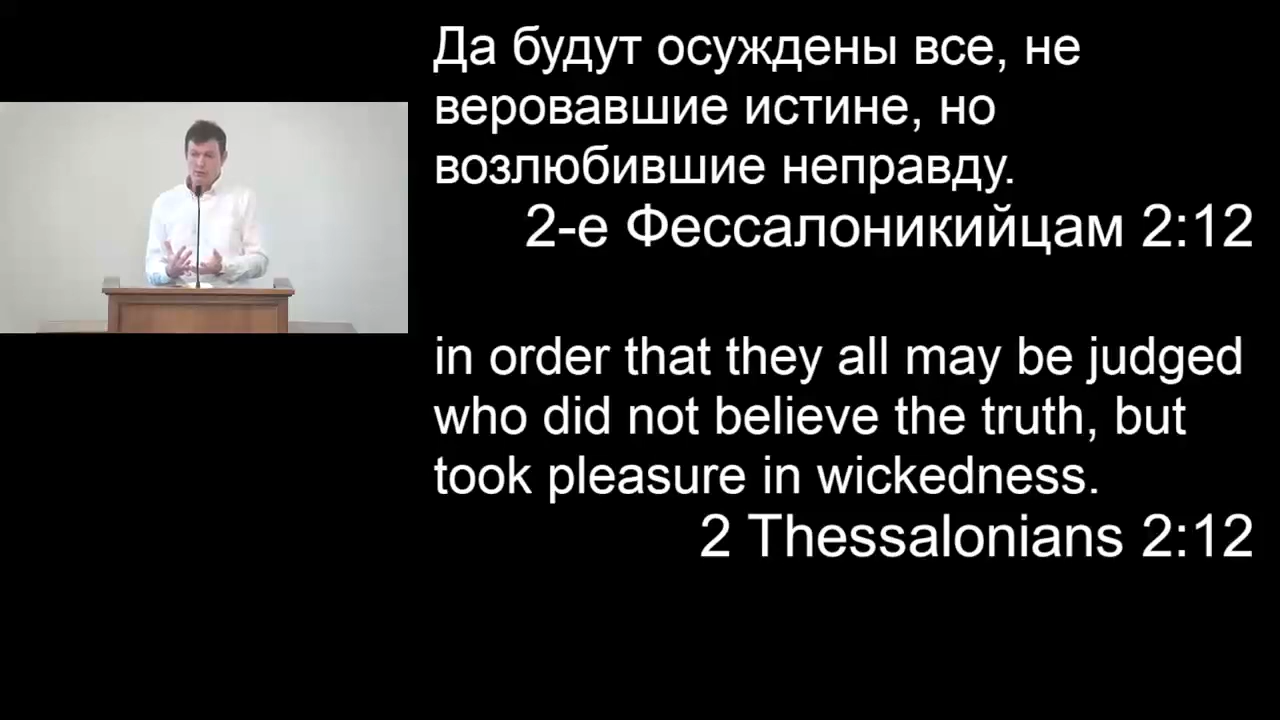 Да будут осуждены все, не
веровавшие истине, но
возлюбившие неправду.
2-е Фессалоникийцам 2:12
in order that they all may be judged
who did not believe the truth, but
took pleasure in wickedness.
2 Thessalonians 2:12